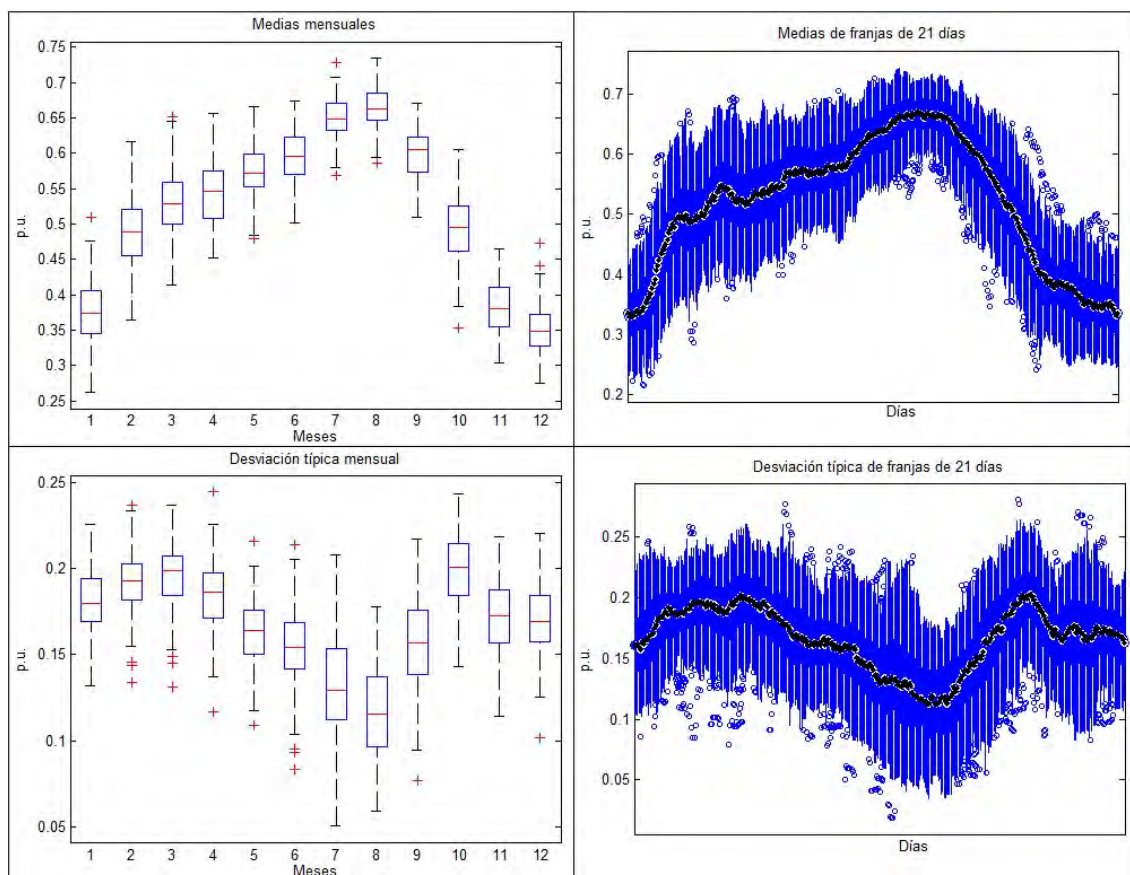 Medias mensuales
0.75
0.7
0.65
0.6
0.55
0.5
0.45
0.4
0.35
0.3
0.25
p.u.
1 2 3 4 5 6 7 8 9 10 11 12
Meses
Medias de franjas de 21 días
0.7
0.6
0.5
0.4
0.3
0.2
p.u.
Días
Desviación típica mensual
0.25
0.2
0.15
0.1
0.05
p.u.
1 2 3 4 5 6 7 8 9 10 11 12
Meses
Desviación típica de franjas de 21 días
0.25
0.2
0.15
0.1
0.05
p.u.
Días